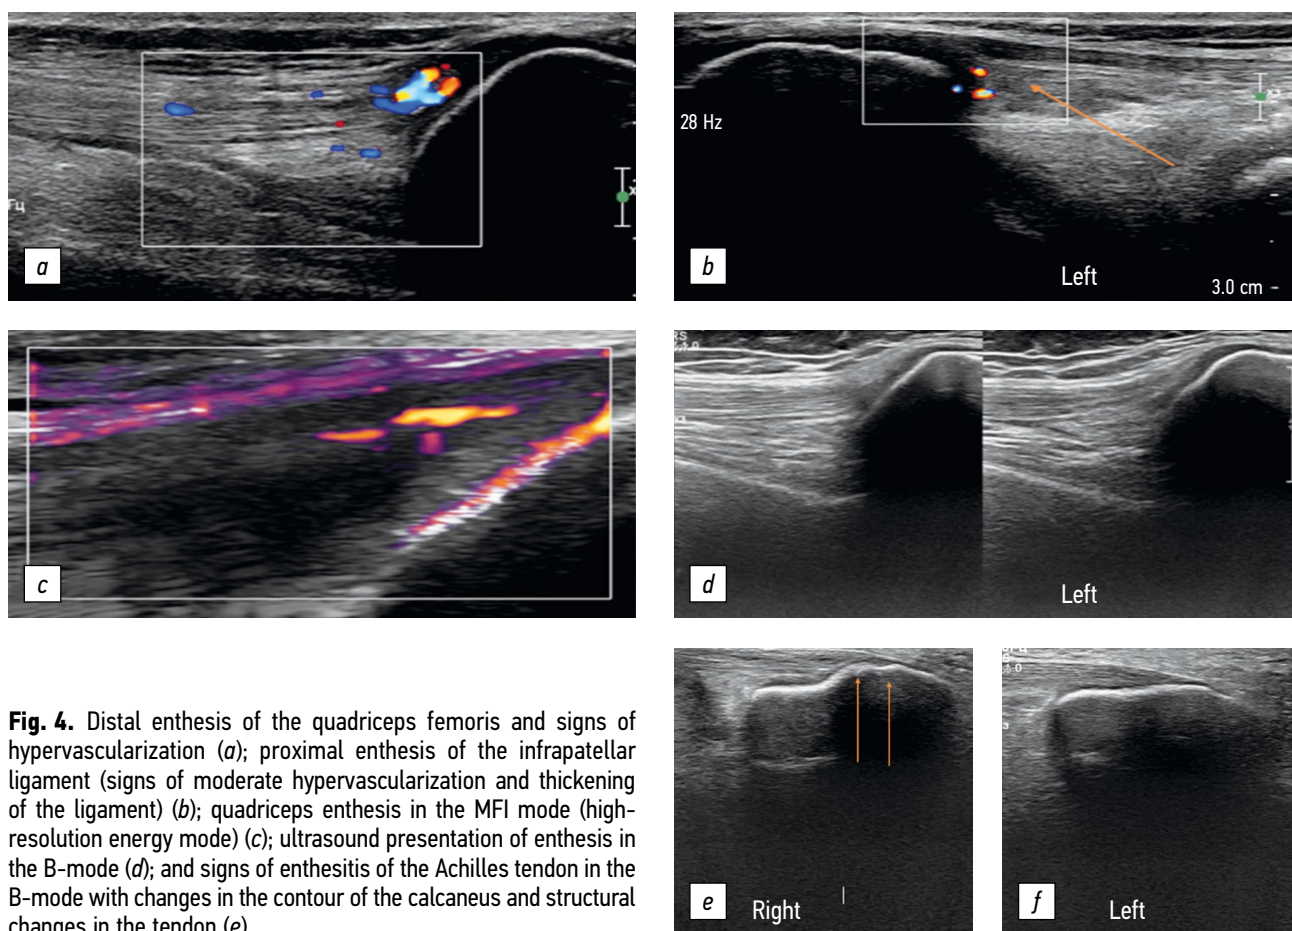 a
Гц
x
28 Hz
b
Left
3.0 cm
c
d
Left
Fig. 4. Distal enthesis of the quadriceps femoris and signs of
hypervascularization (a); proximal enthesis of the infrapatellar
ligament (signs of moderate hypervascularization and thickening
of the ligament) (b); quadriceps enthesis in the MFI mode (high-
resolution energy mode) (c); ultrasound presentation of enthesis in
the B-mode (d); and signs of enthesitis of the Achilles tendon in the
B-mode with changes in the contour of the calcaneus and structural
changes in the tendon (e)
e
Right
f
Left